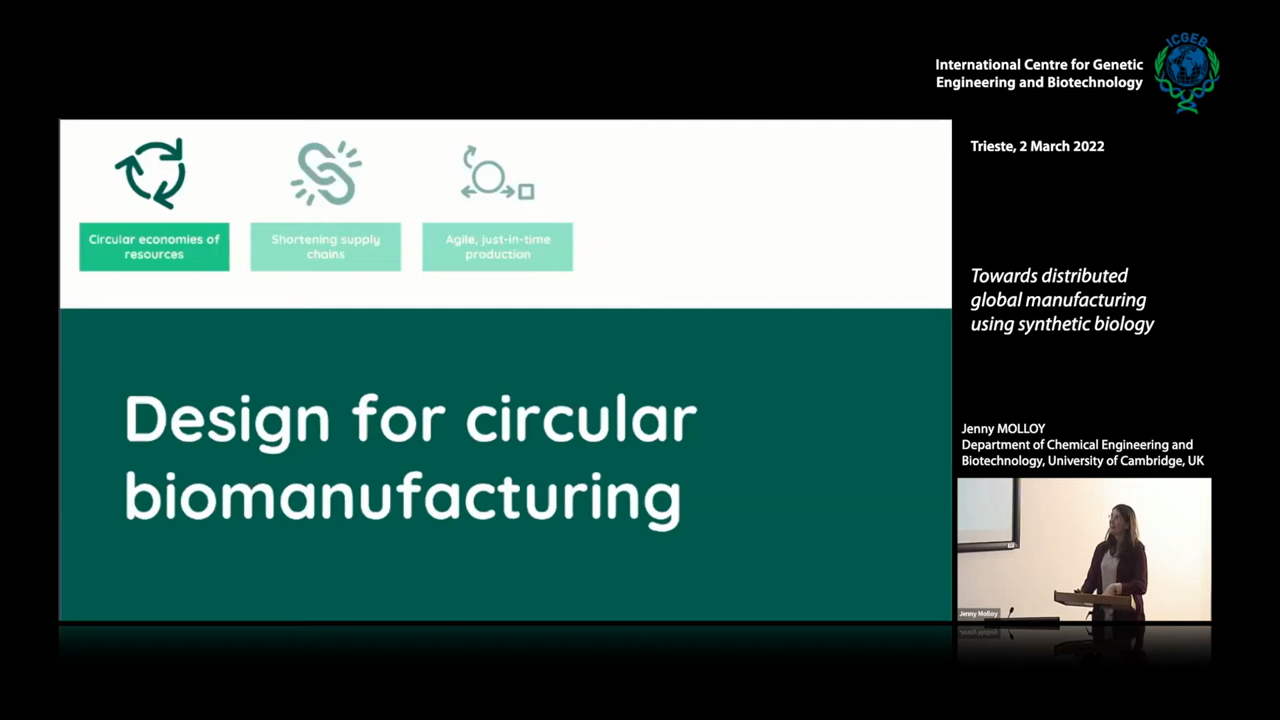 ICGEB
International Centre for Genetic
Engineering and Biotechnology
Trieste, 2 March 2022
Circular economies of
resources
Shortening supply
chains
Agile, just-in-time
production
Design for circular
biomanufacturing
Towards distributed
global manufacturing
using synthetic biology
Jenny MOLLOY
Department of Chemical Engineering and
Biotechnology, University of Cambridge, UK
Jenny Molloy